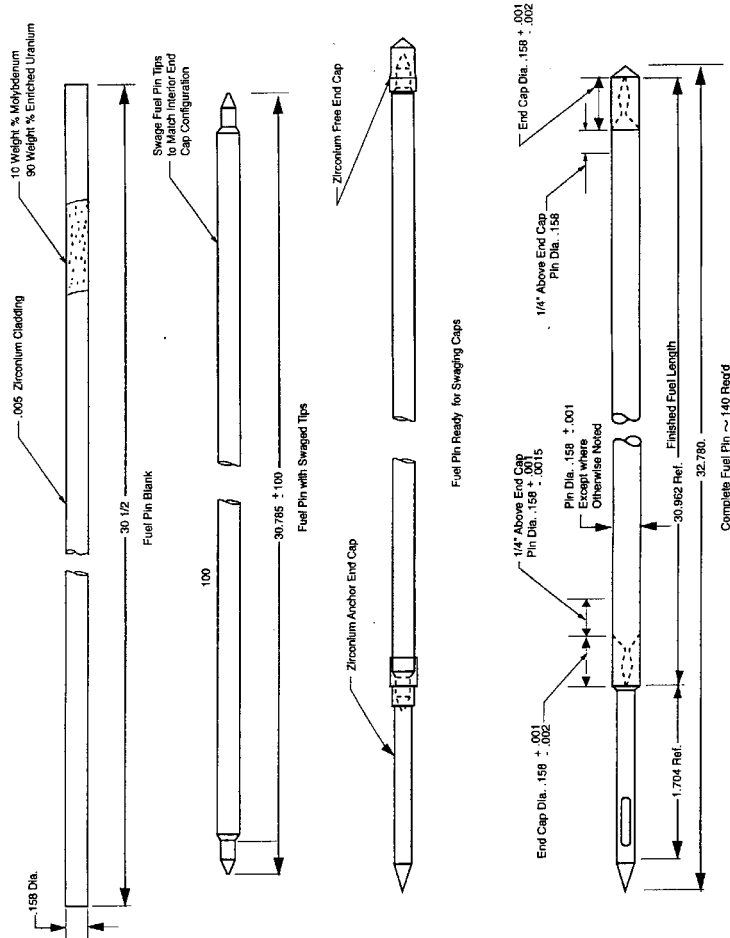 10 Weight % Molybdenum
90 Weight % Enriched Uranium
.005 Zirconium Cladding
.158 Dia.
30 1/2
Fuel Pin Blank
Swage Fuel Pin Tips
to Match Interior End
Cap Configuration
100
30.785 ± 100
Fuel Pin with Swaged Tips
Zirconium Free End Cap
Zirconium Anchor End Cap
Fuel Pin Ready for Swaging Caps
End Cap Dia. .158 ± .001
.002
1/4" Above End Cap
Pin Dia. .158
Pin Dia. .158 ± .001
Except where
Otherwise Noted
1/4" Above End Cap
Pin Dia. .158 ± .001
.0015
End Cap Dia. .158 ± .001
.002
Finished Fuel Length
30.962 Ref.
1.704 Ref.
32.780.
Complete Fuel Pin ~ 140 Req'd